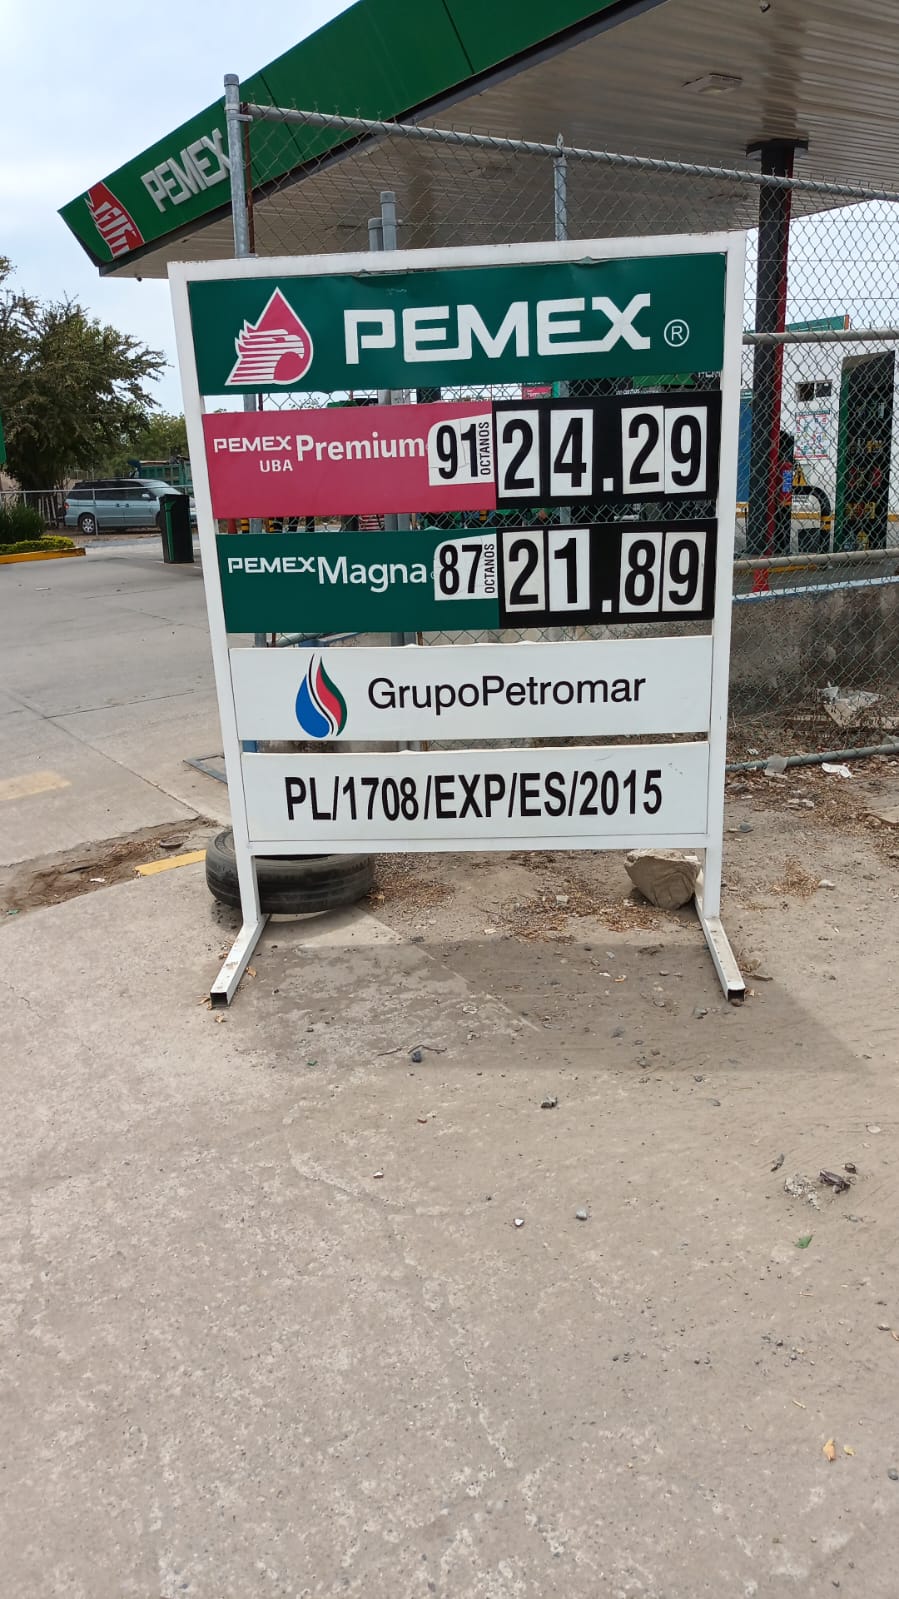 PEMEX
PEMEX ®
PEMEX Premium 91 OCTANOS 24.29
UBA
PEMEX Magna 87 OCTANOS 21.89
GrupoPetromar
PL/1708/EXP/ES/2015